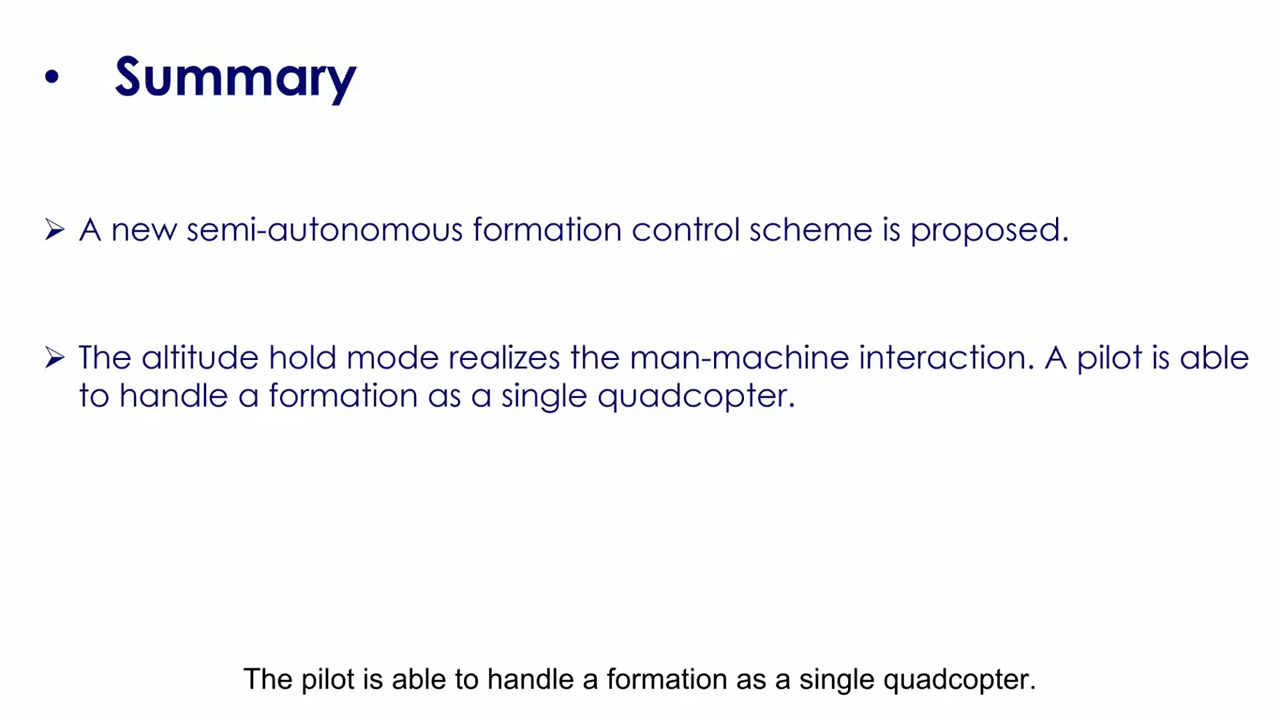 • Summary
➢ A new semi-autonomous formation control scheme is proposed.
➢ The altitude hold mode realizes the man-machine interaction. A pilot is able
to handle a formation as a single quadcopter.
The pilot is able to handle a formation as a single quadcopter.